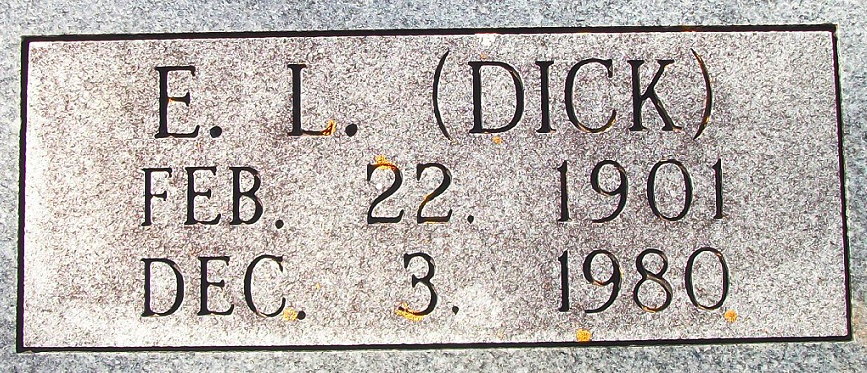 E. L. (DICK)
FEB. 22. 1901
DEC. 3. 1980